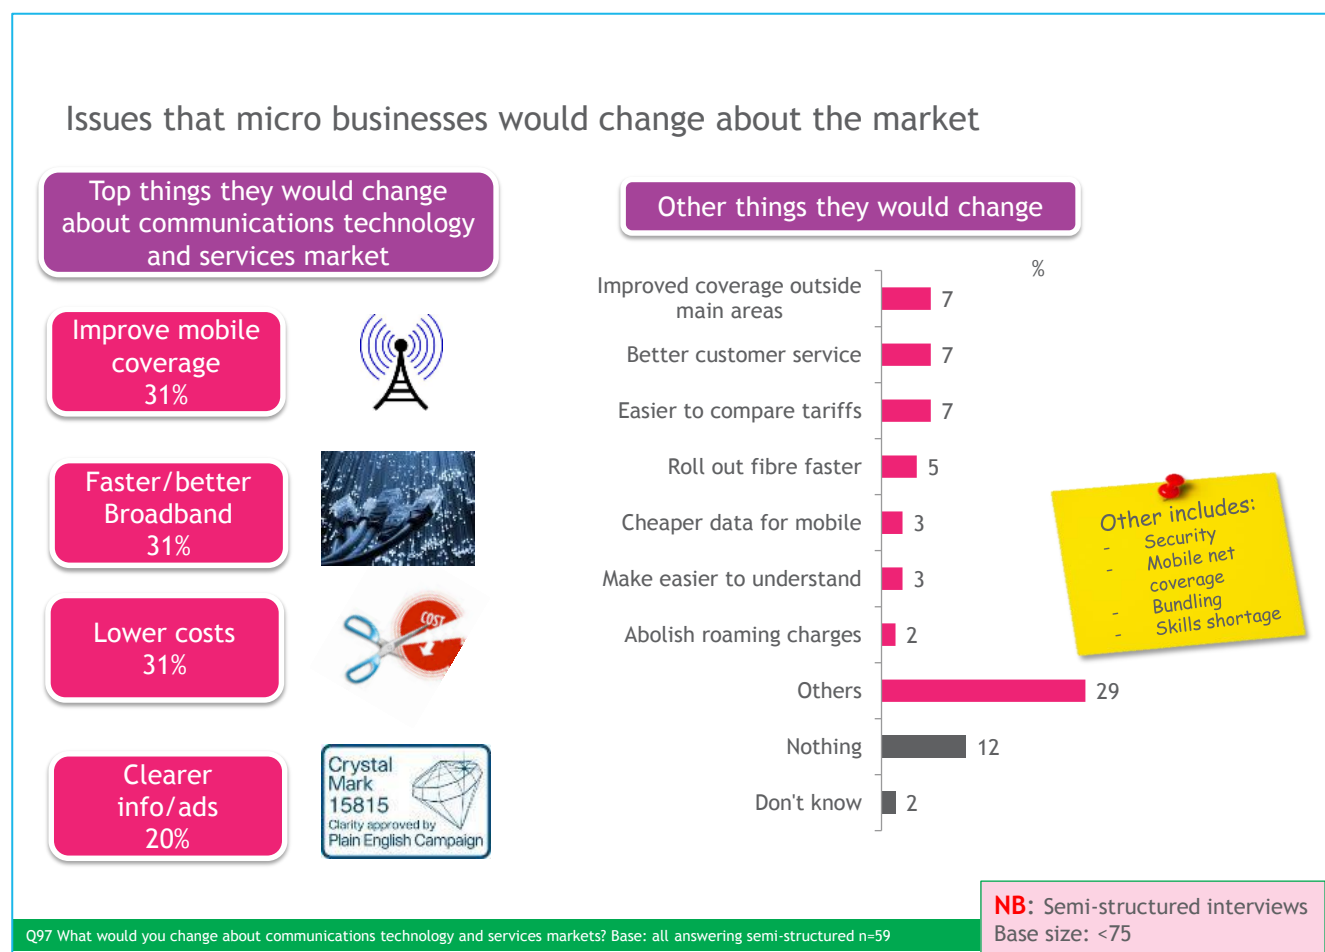 Issues that micro businesses would change about the market
Top things they would change
about communications technology
and services market
Improve mobile
coverage
31%
Faster/better
Broadband
31%
Lower costs
31%
COST
Clearer
info/ads
20%
Crystal
Mark
15815
Clarity approved by
Plain English Campaign
Other things they would change
%
Improved coverage outside
main areas
7
Better customer service
7
Easier to compare tariffs
7
Roll out fibre faster
5
Cheaper data for mobile
3
Make easier to understand
3
Abolish roaming charges
2
Others
29
Nothing
12
Don't know
2
Other includes:
- Security
- Mobile net
coverage
- Bundling
- Skills shortage
NB: Semi-structured interviews
Base size: <75
Q97 What would you change about communications technology and services markets? Base: all answering semi-structured n=59